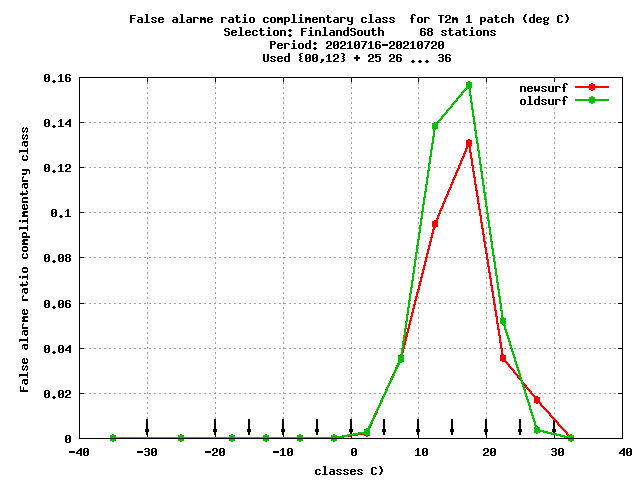 False alarme ratio complimentary class  for T2m 1 patch (deg C)
Selection: FinlandSouth     68 stations
Period: 20210716-20210720
Used {00,12} + 25 26 ... 36
newsurf
oldsurf
False alarme ratio complimentary class
0.16
0.14
0.12
0.1
0.08
0.06
0.04
0.02
0
-40 -30 -20 -10 0 10 20 30 40
classes C)